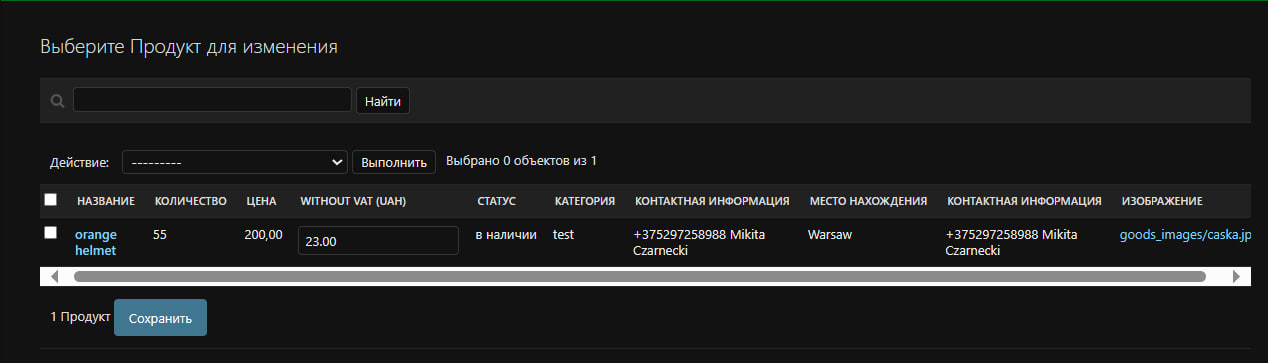 Выберите Продукт для изменения
Найти
Действие: --------- Выполнить Выбрано 0 объектов из 1
НАЗВАНИЕ КОЛИЧЕСТВО ЦЕНА WITHOUT VAT (UAH) СТАТУС КАТЕГОРИЯ КОНТАКТНАЯ ИНФОРМАЦИЯ МЕСТО НАХОЖДЕНИЯ КОНТАКТНАЯ ИНФОРМАЦИЯ ИЗОБРАЖЕНИЕ
orange 55 200,00 23.00 в наличии test +375297258988 Mikita Warsaw +375297258988 Mikita goods_images/caska.jp
helmet Czarnecki Czarnecki
1 Продукт Сохранить